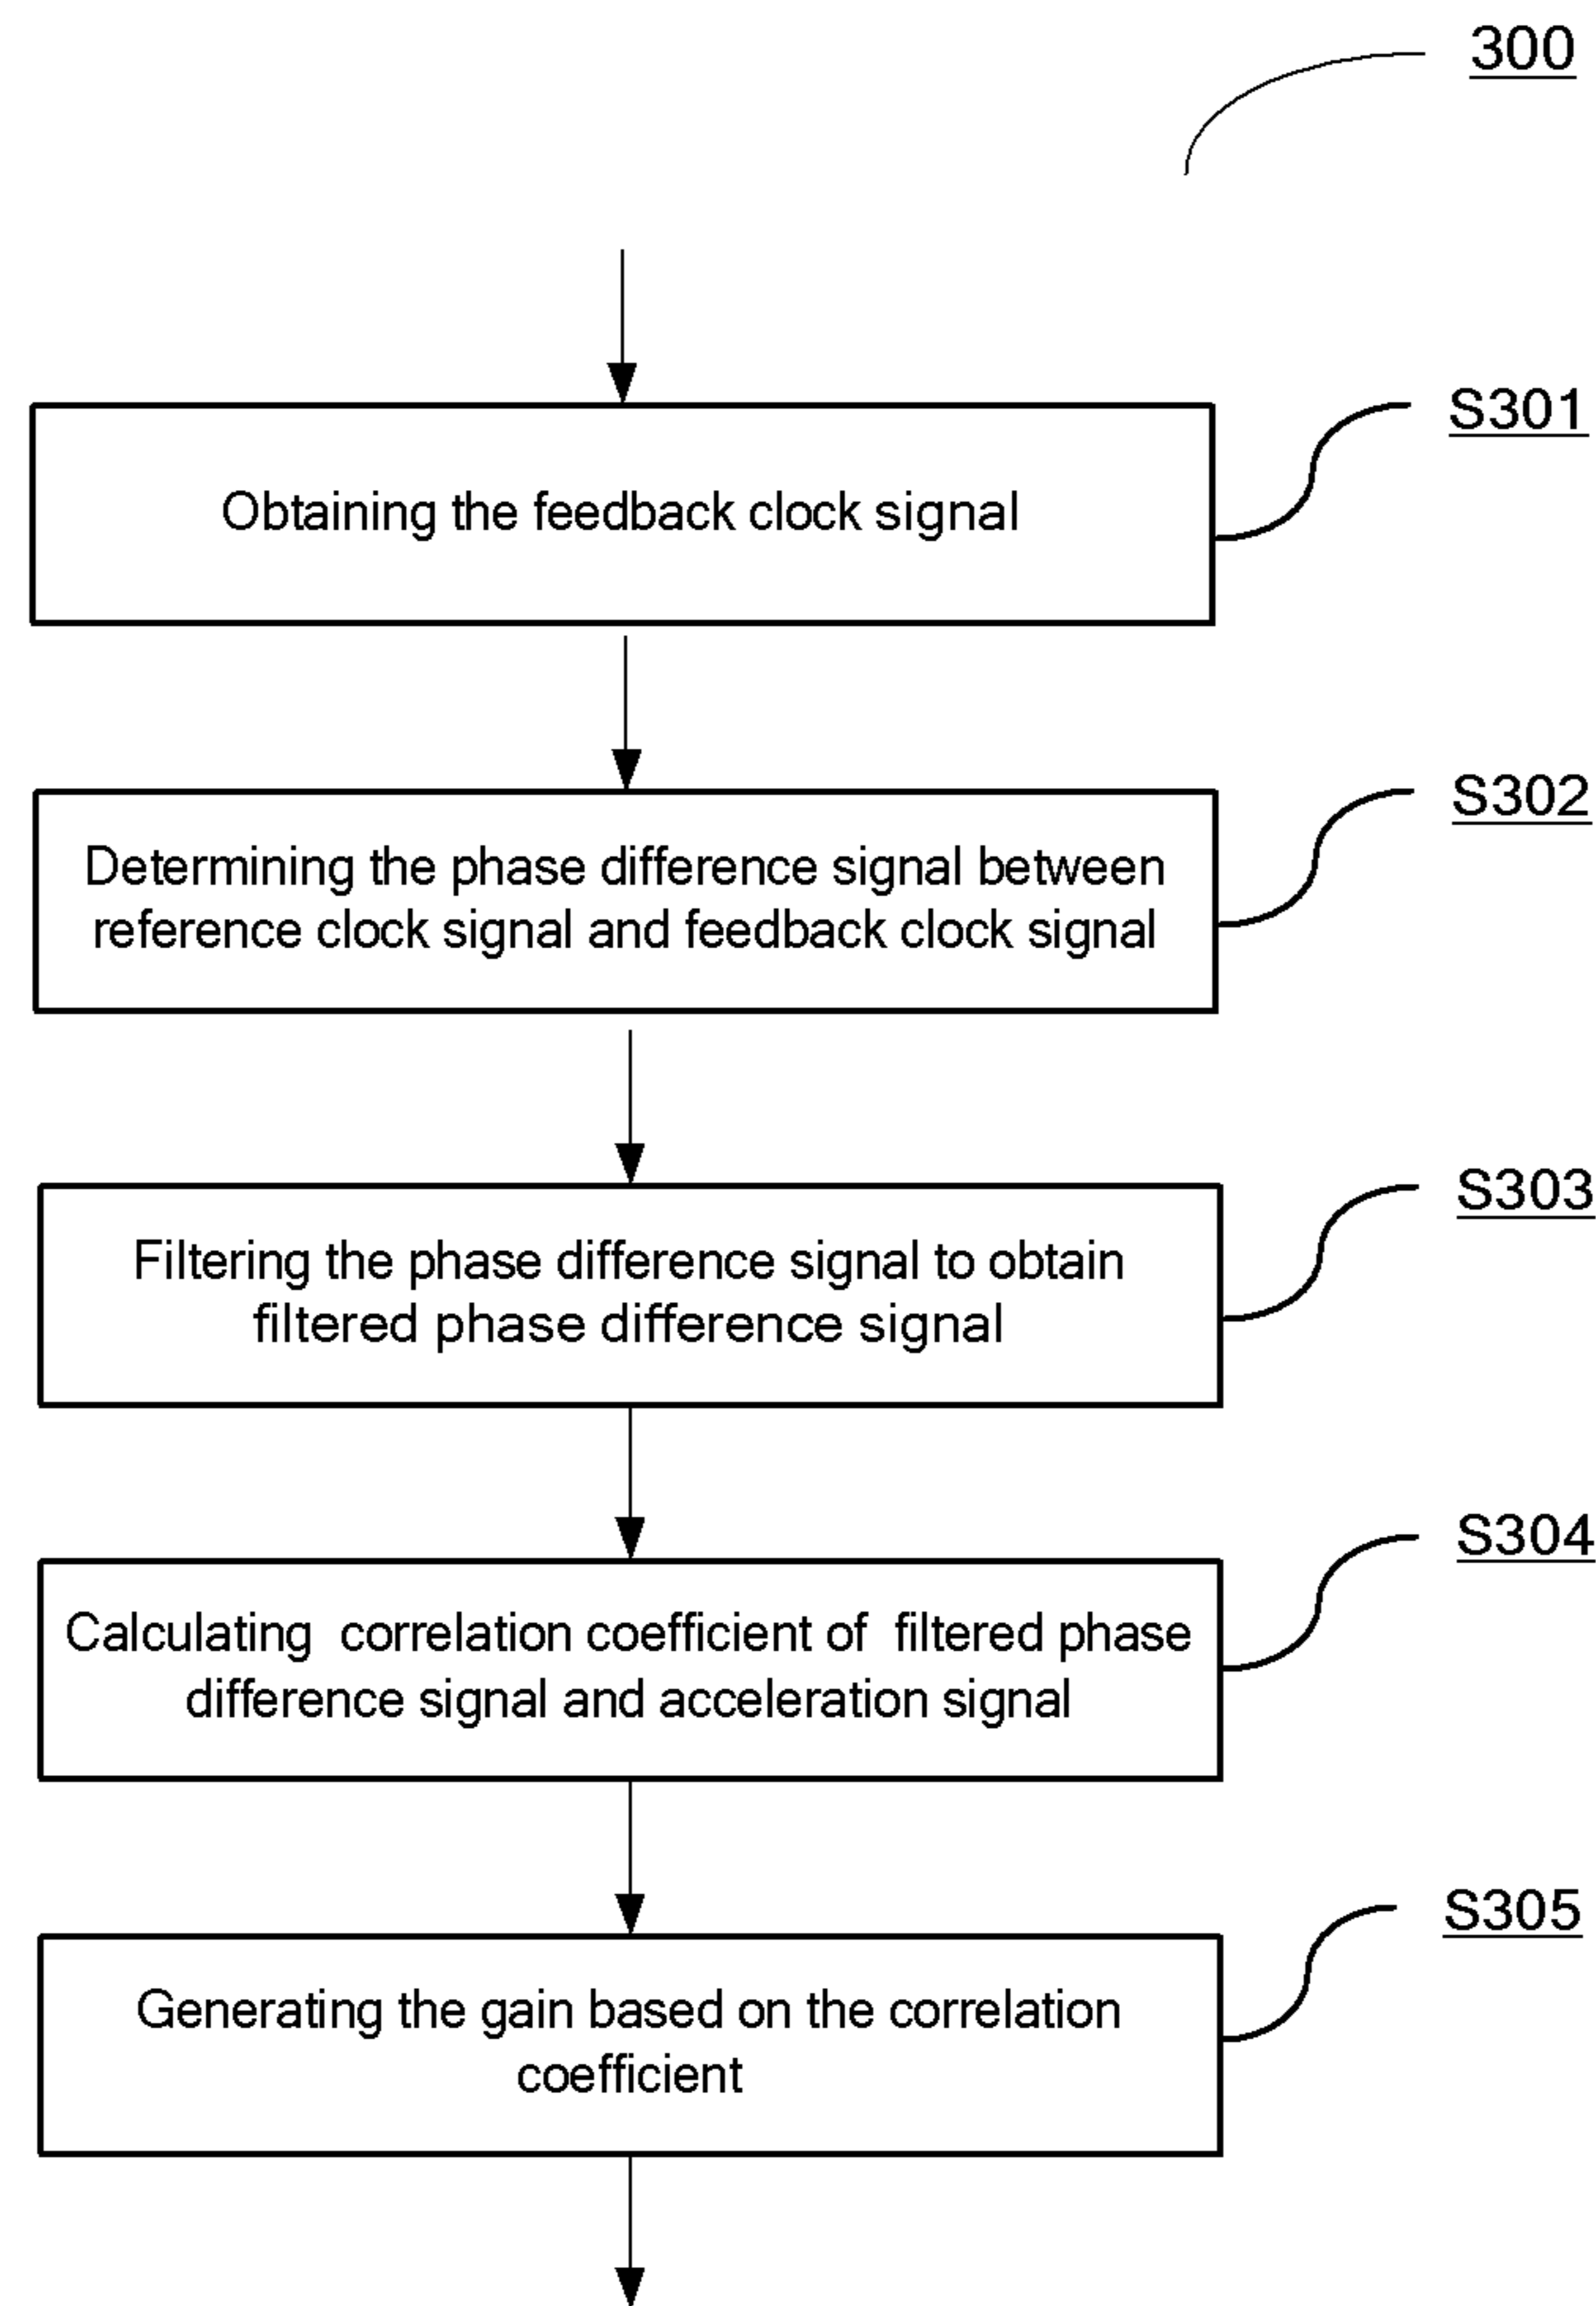 300
S301
Obtaining the feedback clock signal
S302
Determining the phase difference signal between
reference clock signal and feedback clock signal
S303
Filtering the phase difference signal to obtain
filtered phase difference signal
S304
Calculating correlation coefficient of filtered phase
difference signal and acceleration signal
S305
Generating the gain based on the correlation
coefficient